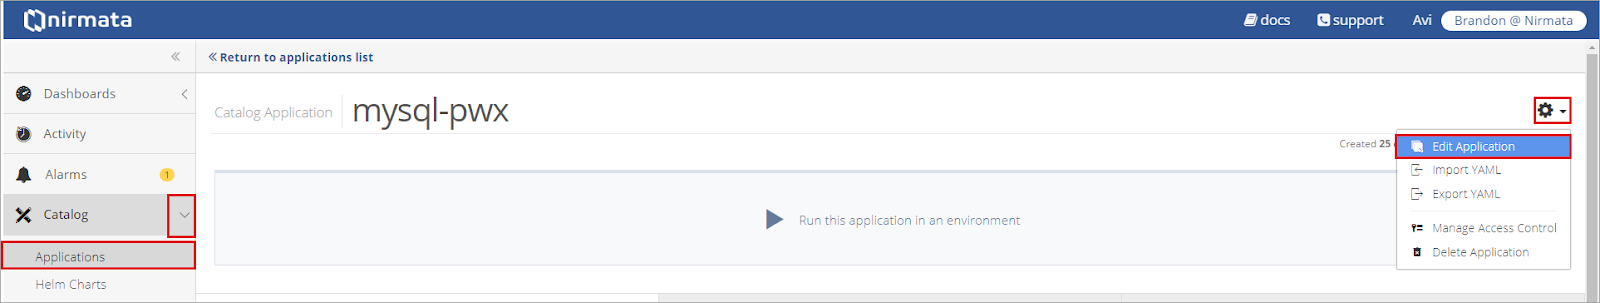 nirmata
docs
support
Avi
Brandon @ Nirmata
« Return to applications list
Dashboards
Activity
Alarms 1
Catalog
Applications
Helm Charts
Catalog Application
mysql-pwx
Created 25
Edit Application
Import YAML
Export YAML
Manage Access Control
Delete Application
Run this application in an environment